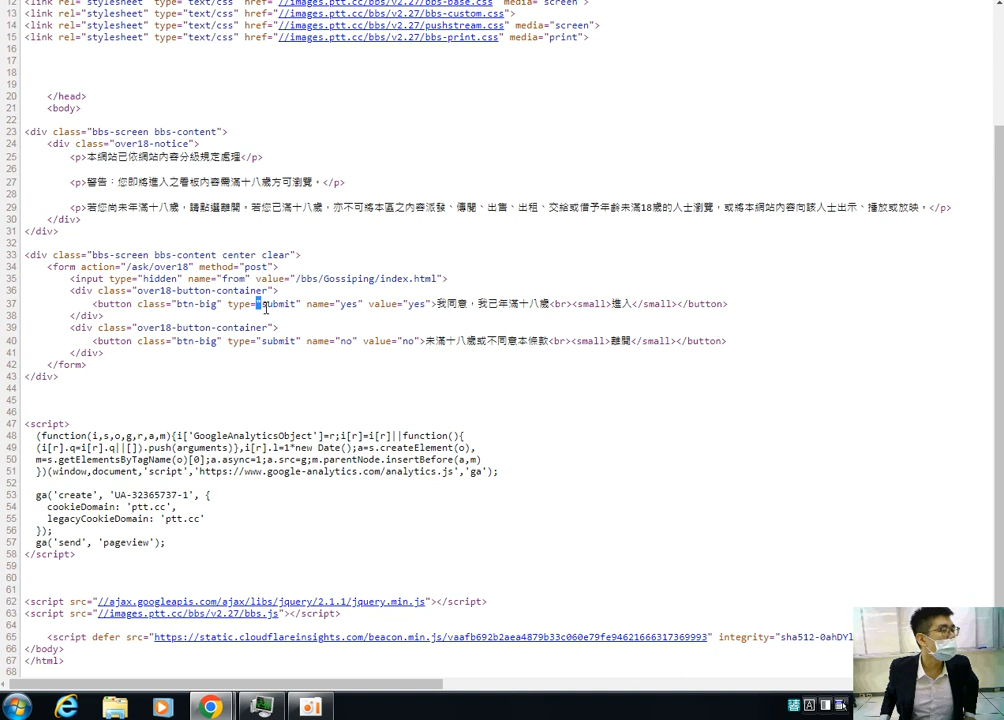 12 <link rel="stylesheet" type="text/css" href="//images.ptt.cc/bbs/v2.27/bbs-base.css" media="screen">
13 <link rel="stylesheet" type="text/css" href="//images.ptt.cc/bbs/v2.27/bbs-custom.css">
14 <link rel="stylesheet" type="text/css" href="//images.ptt.cc/bbs/v2.27/pushstream.css" media="screen">
15 <link rel="stylesheet" type="text/css" href="//images.ptt.cc/bbs/v2.27/bbs-print.css" media="print">
16
17
18
19
20 </head>
21 <body>
22
23 <div class="bbs-screen bbs-content">
24 <div class="over18-notice">
25 <p>本網站已依網站內容分級規定處理</p>
26
27 <p>警告︰您即將進入之看板內容需滿十八歲方可瀏覽。</p>
28
29 <p>若您尚未年滿十八歲，請點選離開。若您已滿十八歲，亦不可將本區之內容派發、傳閱、出售、出租、交給或借予年齡未滿18歲的人士瀏覽，或將本網站內容向該人士出示、播放或放映。</p>
30 </div>
31 </div>
32
33 <div class="bbs-screen bbs-content center clear">
34 <form action="/ask/over18" method="post">
35 <input type="hidden" name="from" value="/bbs/Gossiping/index.html">
36 <div class="over18-button-container">
37 <button class="btn-big" type="submit" name="yes" value="yes">我同意，我已年滿十八歲<br><small>進入</small></button>
38 </div>
39 <div class="over18-button-container">
40 <button class="btn-big" type="submit" name="no" value="no">未滿十八歲或不同意本條款<br><small>離開</small></button>
41 </div>
42 </form>
43 </div>
44
45
46
47 <script>
48 (function(i,s,o,g,r,a,m){i['GoogleAnalyticsObject']=r;i[r]=i[r]||function(){
49 (i[r].q=i[r].q||[]).push(arguments)},i[r].l=1*new Date();a=s.createElement(o),
50 m=s.getElementsByTagName(o)[0];a.async=1;a.src=g;m.parentNode.insertBefore(a,m)
51 })(window,document,'script','https://www.google-analytics.com/analytics.js','ga');
52
53 ga('create', 'UA-32365737-1', {
54 cookieDomain: 'ptt.cc',
55 legacyCookieDomain: 'ptt.cc'
56 });
57 ga('send', 'pageview');
58 </script>
59
60
61
62 <script src="//ajax.googleapis.com/ajax/libs/jquery/2.1.1/jquery.min.js"></script>
63 <script src="//images.ptt.cc/bbs/v2.27/bbs.js"></script>
64
65 <script defer src="https://static.cloudflareinsights.com/beacon.min.js/vaafb692b2aea4879b33c060e79fe94621666317369993" integrity="sha512-0ahDYl
66 </body>
67 </html>
68